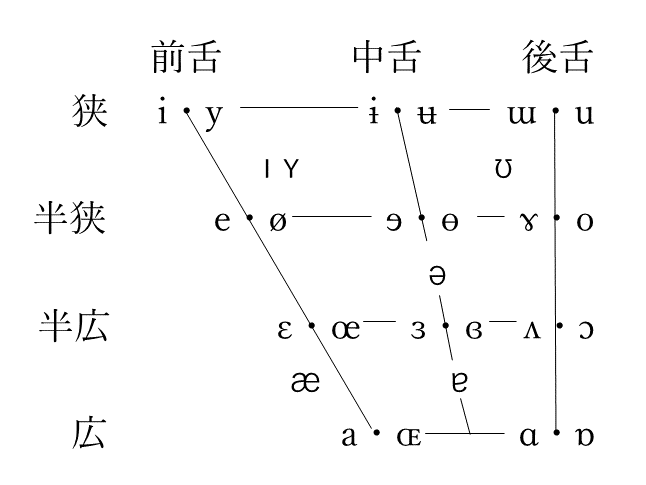 前舌 中舌 後舌
狭 i y ɨ ʉ ɯ u
I Y ʊ
半狭 e ø ɘ ɵ ɤ o
ə
半広 ɛ œ ɜ ɞ ʌ ɔ
æ ɐ
広 a ɶ ɑ ɒ